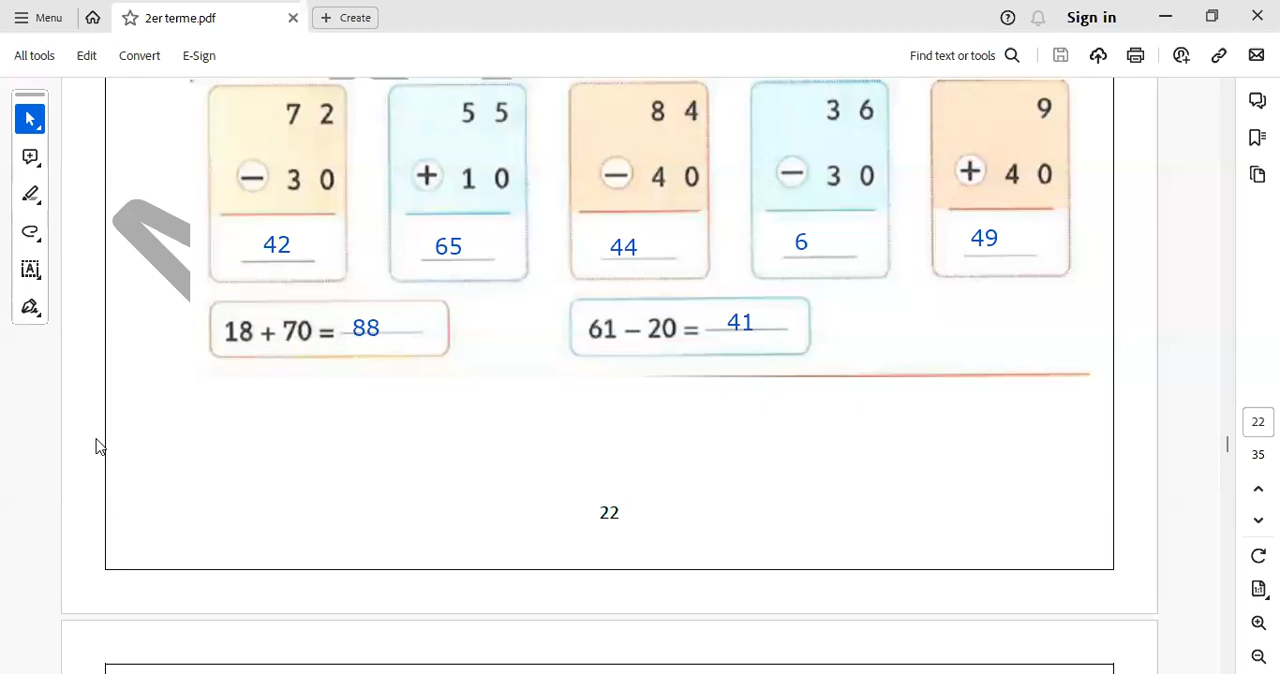 Menu
2er terme.pdf
+ Create
Sign in
All tools
Edit
Convert
E-Sign
Find text or tools
7 2
− 3 0
42
5 5
+ 1 0
65
8 4
− 4 0
44
3 6
− 3 0
6
9
+ 4 0
49
18 + 70 = 88
61 − 20 = 41
22
22
35